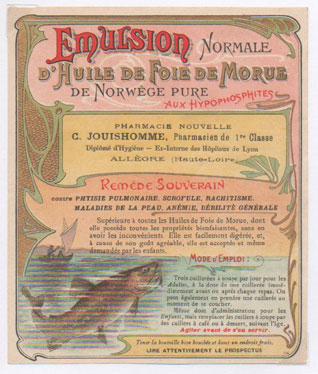 EMULSION NORMALE
D'HUILE DE FOIE DE MORUE
DE NORWÈGE PURE
AUX HYPOPHOSPHITES
PHARMACIE NOUVELLE
C. JOUISHOMME, Pharmacien de 1re Classe
Diplômé d'Hygiène — Ex-Interne des Hôpitaux de Lyon
ALLÈGRE (Haute-Loire)
REMÈDE SOUVERAIN
contre PHTISIE PULMONAIRE, SCROFULE, RACHITISME,
MALADIES DE LA PEAU, ANÉMIE, DÉBILITÉ GÉNÉRALE
Supérieure à toutes les Huiles de Foie de Morue, dont
elle possède toutes les propriétés bienfaisantes, sans en
avoir les inconvénients. Elle est facilement digérée, et,
à cause de son goût agréable, elle est acceptée et même
demandée par les enfants.
MODE D'EMPLOI :
Trois cuillerées à soupe par jour pour les
Adultes, à la dose de une cuillerée immé-
diatement avant ou après chaque repas. On
peut également en prendre une cuillerée au
moment de se coucher.
Même dose d'administration pour les
Enfants, mais remplacer les cuillers à soupe par
des cuillers à café ou à dessert, suivant l'âge.
Agiter avant de s'en servir.
Tenir la bouteille bien bouchée et dans un endroit frais.
LIRE ATTENTIVEMENT LE PROSPECTUS